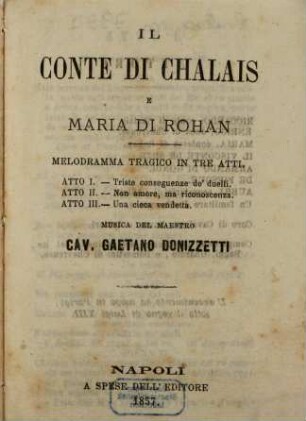 IL
CONTE DI CHALAIS
E
MARIA DI ROHAN
MELODRAMMA TRAGICO IN TRE ATTI.
ATTO I. — Triste conseguenze de' duelli.
ATTO II. — Non amore, ma riconoscenza.
ATTO III. — Una cieca vendetta.
MUSICA DEL MAESTRO
CAV. GAETANO DONIZZETTI
NAPOLI
A SPESE DELL' EDITORE
1857.